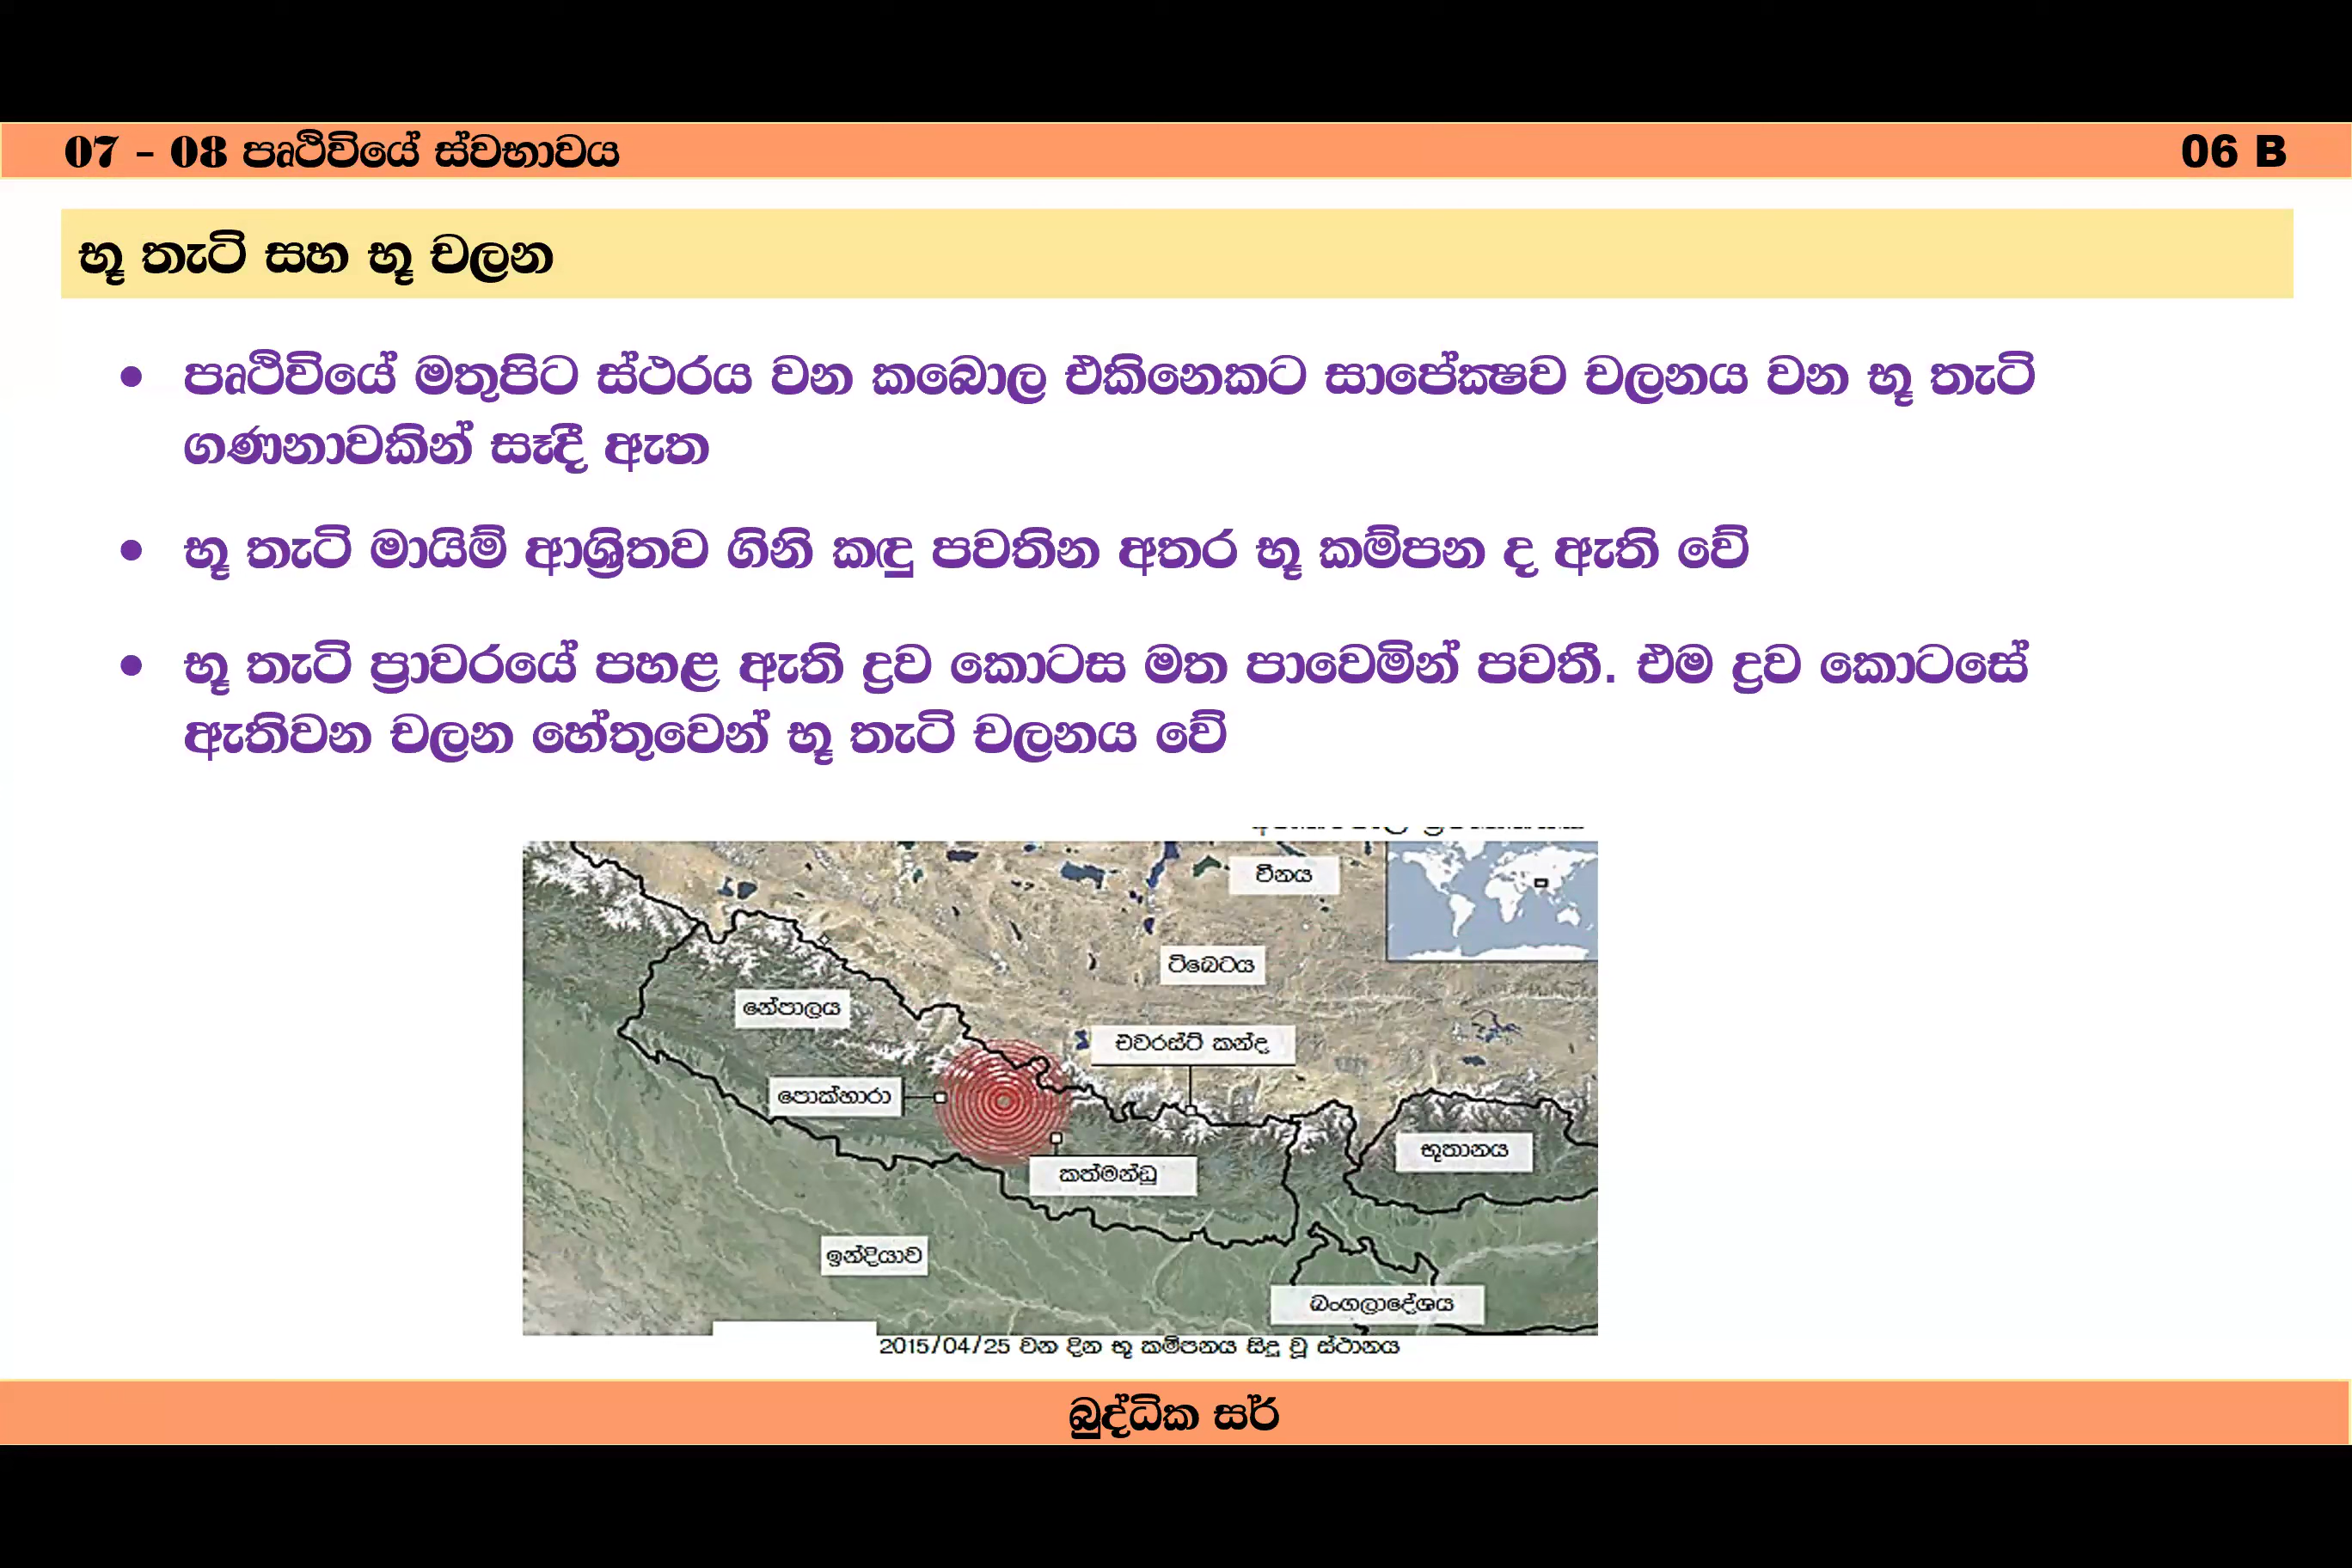 07 - 08 පෘථිවියේ ස්වභාවය
06 B
භූ තැටි සහ භූ චලන
• පෘථිවියේ මතුපිට ස්ථරය වන කබොල එකිනෙකට සාපේක්ෂව චලනය වන භූ තැටි
ගණනාවකින් සෑදී ඇත
• භූ තැටි මායිම් ආශ්‍රිතව ගිනි කඳු පවතින අතර භූ කම්පන ද ඇති වේ
• භූ තැටි ප්‍රාවරයේ පහළ ඇති ද්‍රව කොටස මත පාවෙමින් පවතී. එම ද්‍රව කොටසේ
ඇතිවන චලන හේතුවෙන් භූ තැටි චලනය වේ
චීනය
ටිබෙටය
නේපාලය
එවරස්ට් කන්ද
පොක්හාරා
භූතානය
කත්මන්ඩු
ඉන්දියාව
බංගලාදේශය
2015/04/25 වන දින භූ කම්පනය සිදු වූ ස්ථානය
බුද්ධික සර්